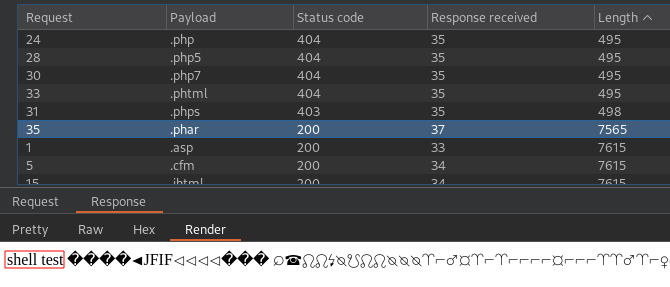 Request Payload Status code Response received Length
24 .php 404 35 495
28 .php5 404 35 495
30 .php7 404 35 495
33 .phtml 404 35 495
31 .phps 403 35 498
35 .phar 200 37 7565
1 .asp 200 33 7615
5 .cfm 200 34 7615
15 .jhtml 200 34 7615
Request Response
Pretty Raw Hex Render
shell test ����◄JFIF◁◁◁◁���